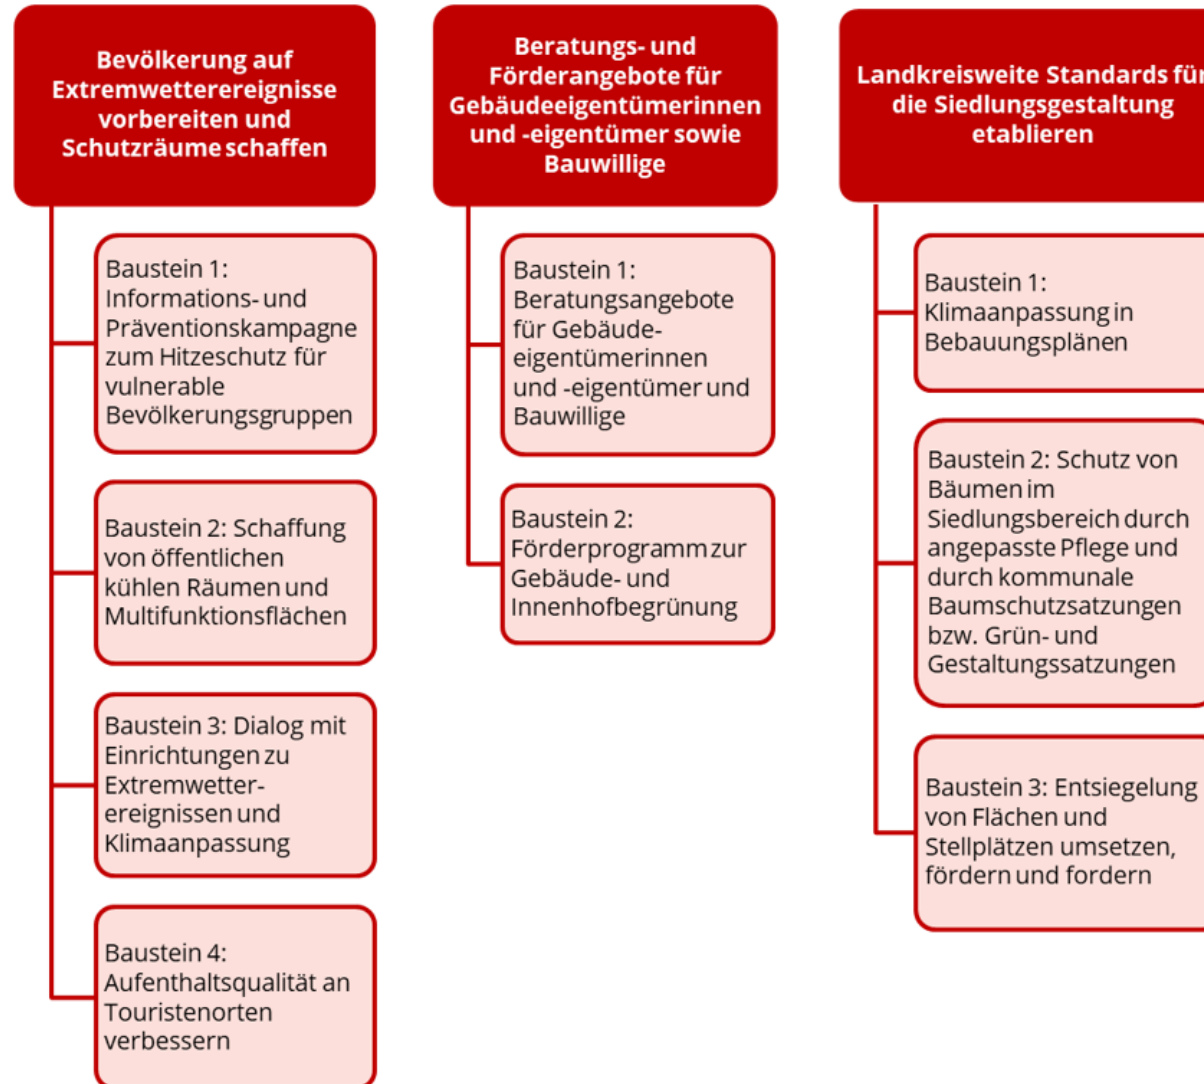 Bevölkerung auf
Extremwetterereignisse
vorbereiten und
Schutzräume schaffen
Baustein 1:
Informations- und
Präventionskampagne
zum Hitzeschutz für
vulnerable
Bevölkerungsgruppen
Baustein 2: Schaffung
von öffentlichen
kühlen Räumen und
Multifunktionsflächen
Baustein 3: Dialog mit
Einrichtungen zu
Extremwetter-
ereignissen und
Klimaanpassung
Baustein 4:
Aufenthaltsqualität an
Touristenorten
verbessern
Beratungs- und
Förderangebote für
Gebäudeeigentümerinnen
und -eigentümer sowie
Bauwillige
Baustein 1:
Beratungsangebote
für Gebäude-
eigentümerinnen
und -eigentümer und
Bauwillige
Baustein 2:
Förderprogramm zur
Gebäude- und
Innenhofbegrünung
Landkreisweite Standards für
die Siedlungsgestaltung
etablieren
Baustein 1:
Klimaanpassung in
Bebauungsplänen
Baustein 2: Schutz von
Bäumen im
Siedlungsbereich durch
angepasste Pflege und
durch kommunale
Baumschutzsatzungen
bzw. Grün- und
Gestaltungssatzungen
Baustein 3: Entsiegelung
von Flächen und
Stellplätzen umsetzen,
fördern und fordern